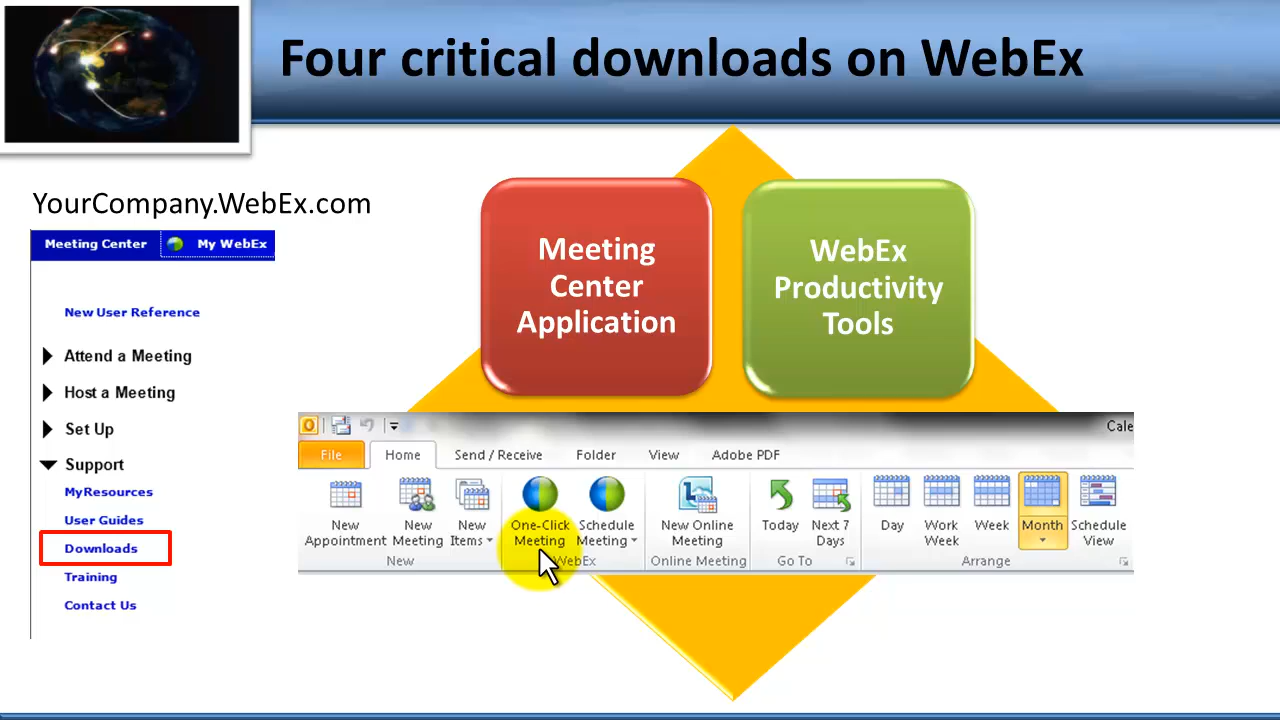 Four critical downloads on WebEx
YourCompany.WebEx.com
Meeting Center
My WebEx
New User Reference
Attend a Meeting
Host a Meeting
Set Up
Support
MyResources
User Guides
Downloads
Training
Contact Us
Meeting
Center
Application
WebEx
Productivity
Tools
Cale
File
Home
Send / Receive
Folder
View
Adobe PDF
New
Appointment
New
Meeting
New
Items
One-Click
Meeting
Schedule
Meeting
New Online
Meeting
Today
Next 7
Days
Day
Work
Week
Week
Month
Schedule
View
New
WebEx
Online Meeting
Go To
Arrange